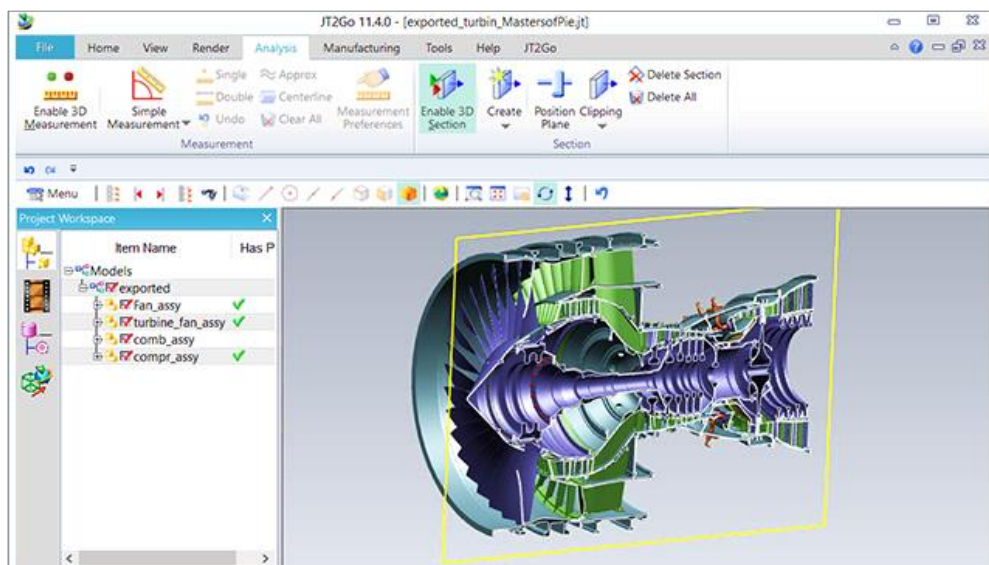 JT2Go 11.4.0 - [exported_turbin_MastersofPie.jt]
File Home View Render Analysis Manufacturing Tools Help JT2Go
Enable 3D Measurement
Simple Measurement
Single Approx
Double Centerline
Undo Clear All
Measurement Preferences
Enable 3D Section
Create
Position Plane
Clipping
Delete Section
Delete All
Measurement Section
Menu
Project Workspace
Item Name Has P
Models
exported
Fan_assy
turbine_fan_assy
comb_assy
compr_assy